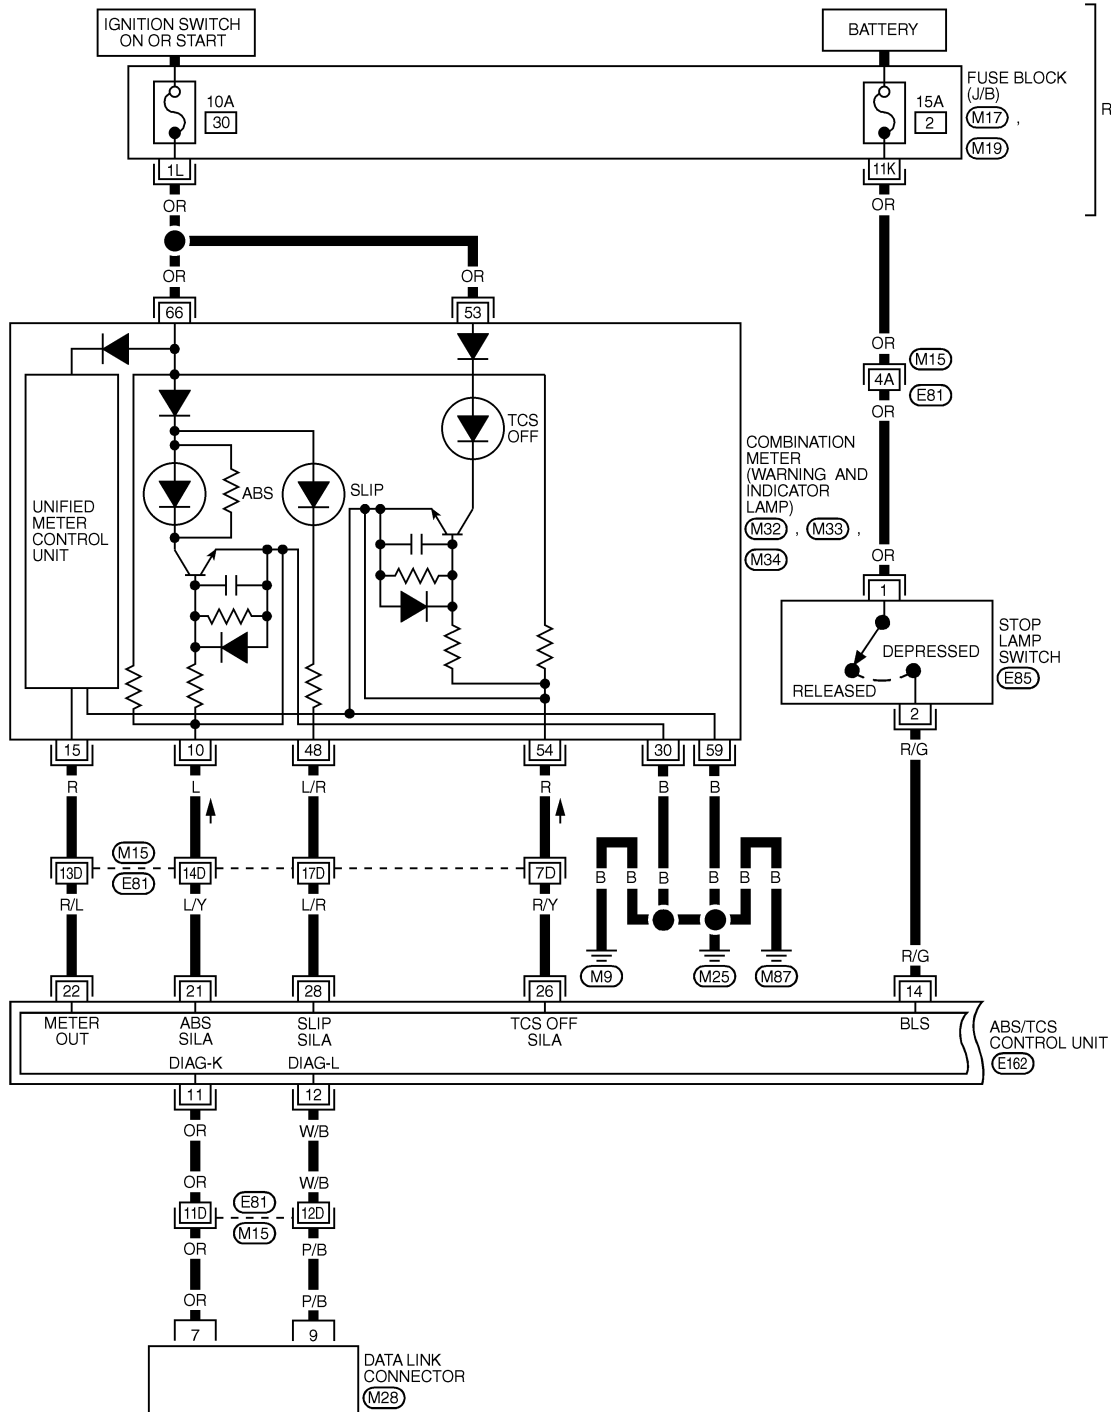 IGNITION SWITCH
ON OR START
BATTERY
FUSE BLOCK
(J/B)
M17 ,
M19
R
10A
30
15A
2
1L
11K
OR
OR
OR
OR
66
53
OR
M15
4A
E81
OR
TCS
OFF
COMBINATION
METER
(WARNING AND
INDICATOR
LAMP)
M32 , M33 ,
M34
ABS
SLIP
UNIFIED
METER
CONTROL
UNIT
OR
1
STOP
LAMP
SWITCH
E85
DEPRESSED
RELEASED
2
15
10
48
54
30
59
R/G
R
L
L/R
R
B
B
M15
E81
13D
14D
17D
7D
B
B
B
B
B
B
R/L
L/Y
L/R
R/Y
M9
M25
M87
R/G
22
21
28
26
14
METER
OUT
ABS
SILA
SLIP
SILA
TCS OFF
SILA
BLS
ABS/TCS
CONTROL UNIT
E162
DIAG-K
DIAG-L
11
12
OR
W/B
OR
W/B
E81
11D
12D
M15
OR
P/B
OR
P/B
7
9
DATA LINK
CONNECTOR
M28